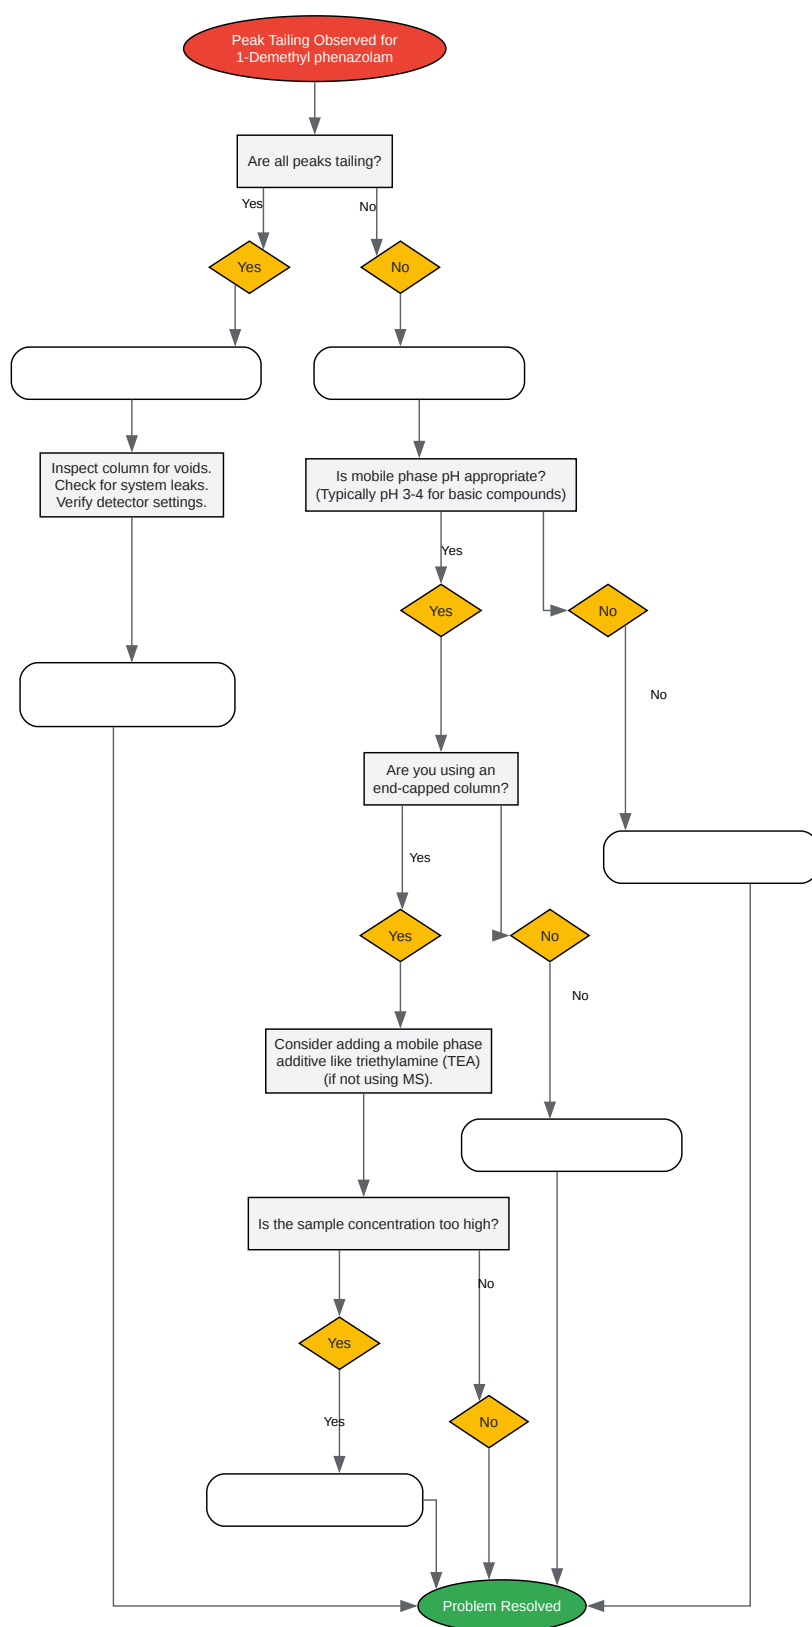 Peak Tailing Observed for
1-Demethyl phenazolam
Are all peaks tailing?
Yes
No
Yes
No
Inspect column for voids.
Check for system leaks.
Verify detector settings.
Is mobile phase pH appropriate?
(Typically pH 3-4 for basic compounds)
Yes
Yes
No
No
Are you using an
end-capped column?
Yes
Yes
No
No
Consider adding a mobile phase
additive like triethylamine (TEA)
(if not using MS).
Is the sample concentration too high?
No
Yes
Yes
No
Problem Resolved